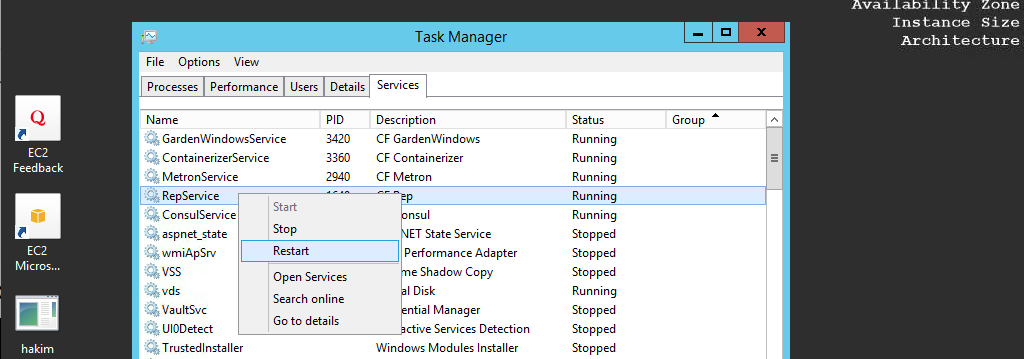 Availability Zone
Instance Size
Architecture
Task Manager
File Options View
Processes Performance Users Details Services
Name PID Description Status Group
GardenWindowsService 3420 CF GardenWindows Running
ContainerizerService 3360 CF Containerizer Running
MetronService 2940 CF Metron Running
RepService Rep Running
ConsulService onsul Running
aspnet_state NET State Service Stopped
wmiApSrv Performance Adapter Stopped
VSS me Shadow Copy Stopped
vds al Disk Running
VaultSvc ential Manager Stopped
UI0Detect active Services Detection Stopped
TrustedInstaller Windows Modules Installer Stopped
Start
Stop
Restart
Open Services
Search online
Go to details
Q
EC2
Feedback
EC2
Micros...
hakim